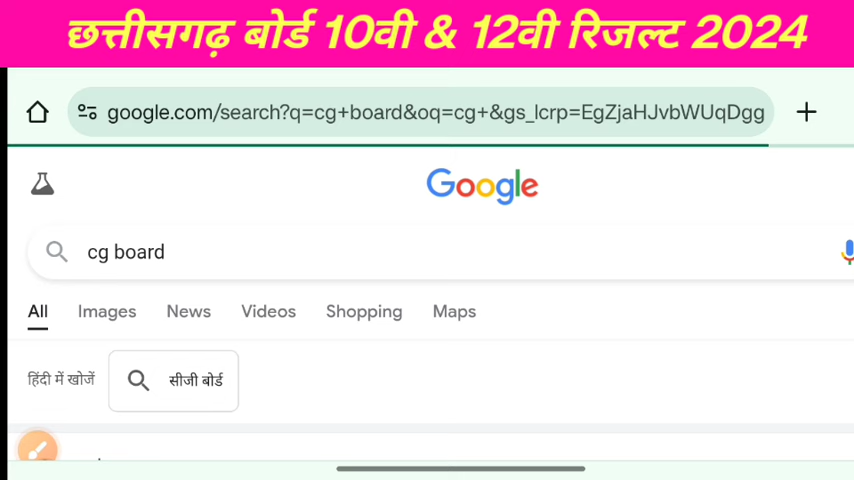 छत्तीसगढ़ बोर्ड 10वी & 12वी रिजल्ट 2024
google.com/search?q=cg+board&oq=cg+&gs_lcrp=EgZjaHJvbWUqDgg
Google
cg board
All Images News Videos Shopping Maps
हिंदी में खोजें सीजी बोर्ड